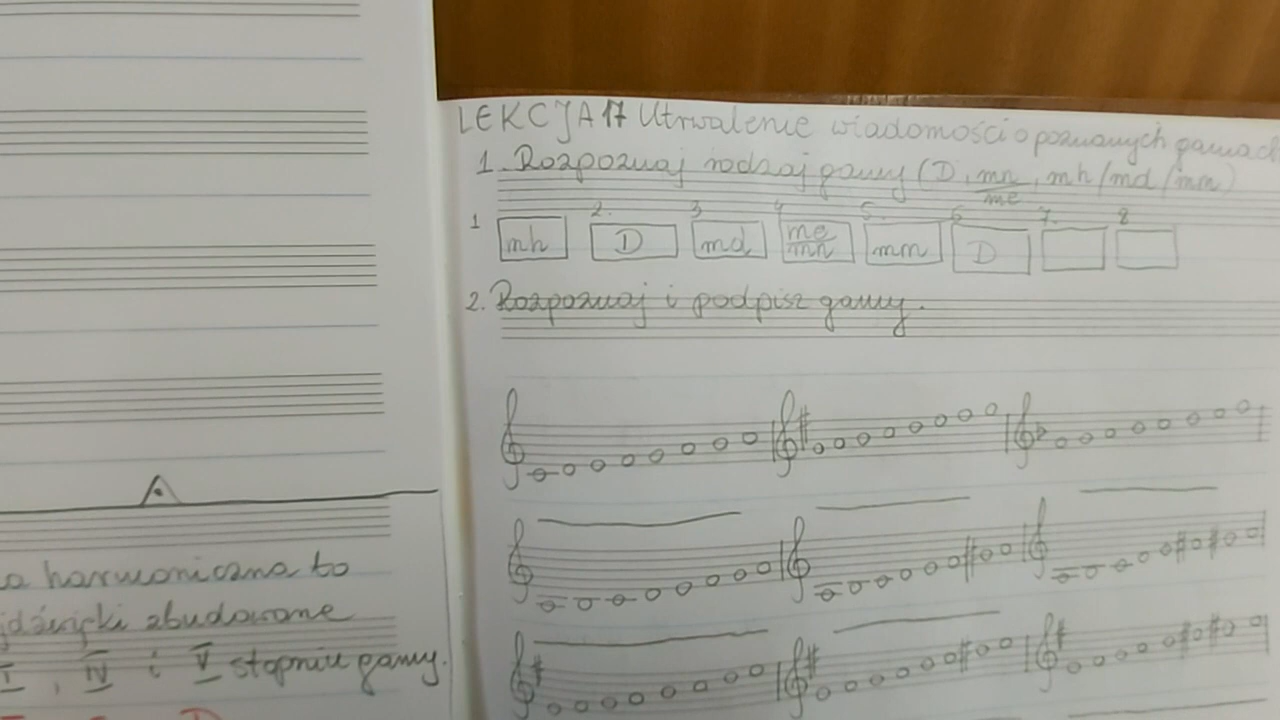 a harmoniczna to
dźwięki zbudowane
I, IV i V stopniu gamy.
LEKCJA 17 Utrwalenie wiadomości o poznanych gamach
1. Rozpoznaj rodzaj gamy (D, mn/me, mh/md/mm)
1 2. 3 4 5. 6 7. 8
mh D md me/mn mm D
2. Rozpoznaj i podpisz gamy.